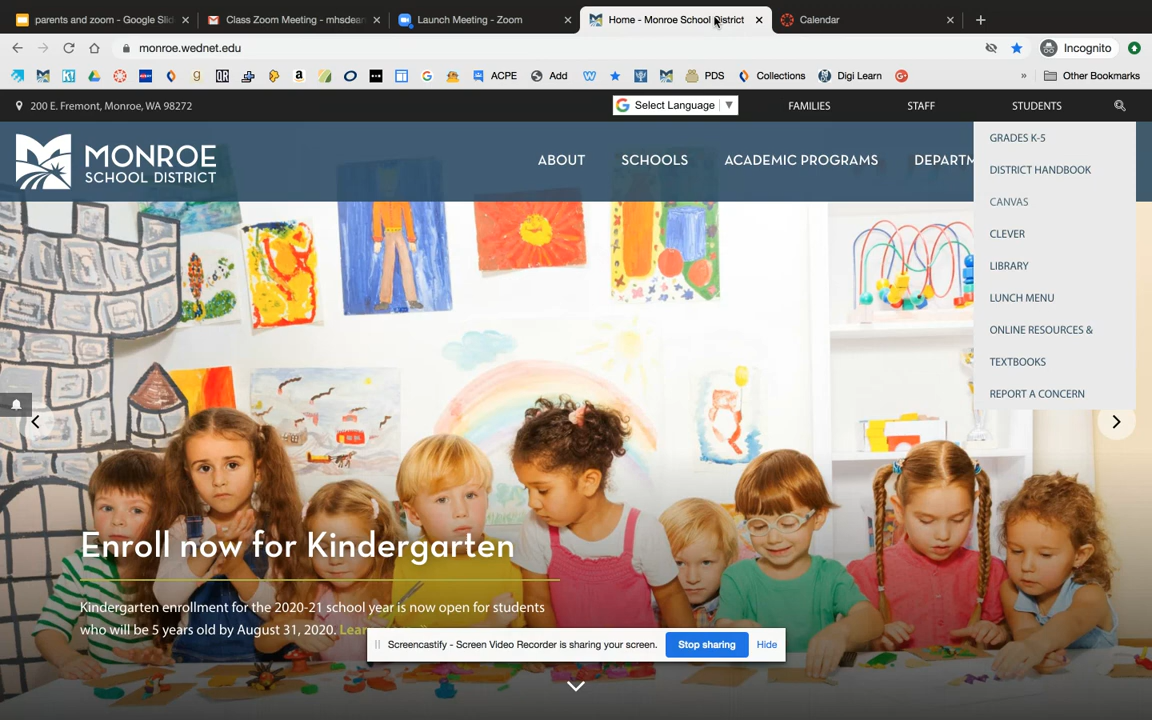 parents and zoom - Google Slid
Class Zoom Meeting - mhsdean
Launch Meeting - Zoom
Home - Monroe School District
Calendar
monroe.wednet.edu
Incognito
ACPE
Add
PDS
Collections
Digi Learn
»
Other Bookmarks
200 E. Fremont, Monroe, WA 98272
Select Language
FAMILIES
STAFF
STUDENTS
MONROE
SCHOOL DISTRICT
ABOUT
SCHOOLS
ACADEMIC PROGRAMS
DEPARTM
GRADES K-5
DISTRICT HANDBOOK
CANVAS
CLEVER
LIBRARY
LUNCH MENU
ONLINE RESOURCES &
TEXTBOOKS
REPORT A CONCERN
Enroll now for Kindergarten
Kindergarten enrollment for the 2020-21 school year is now open for students
who will be 5 years old by August 31, 2020. Lear
Screencastify - Screen Video Recorder is sharing your screen.
Stop sharing
Hide